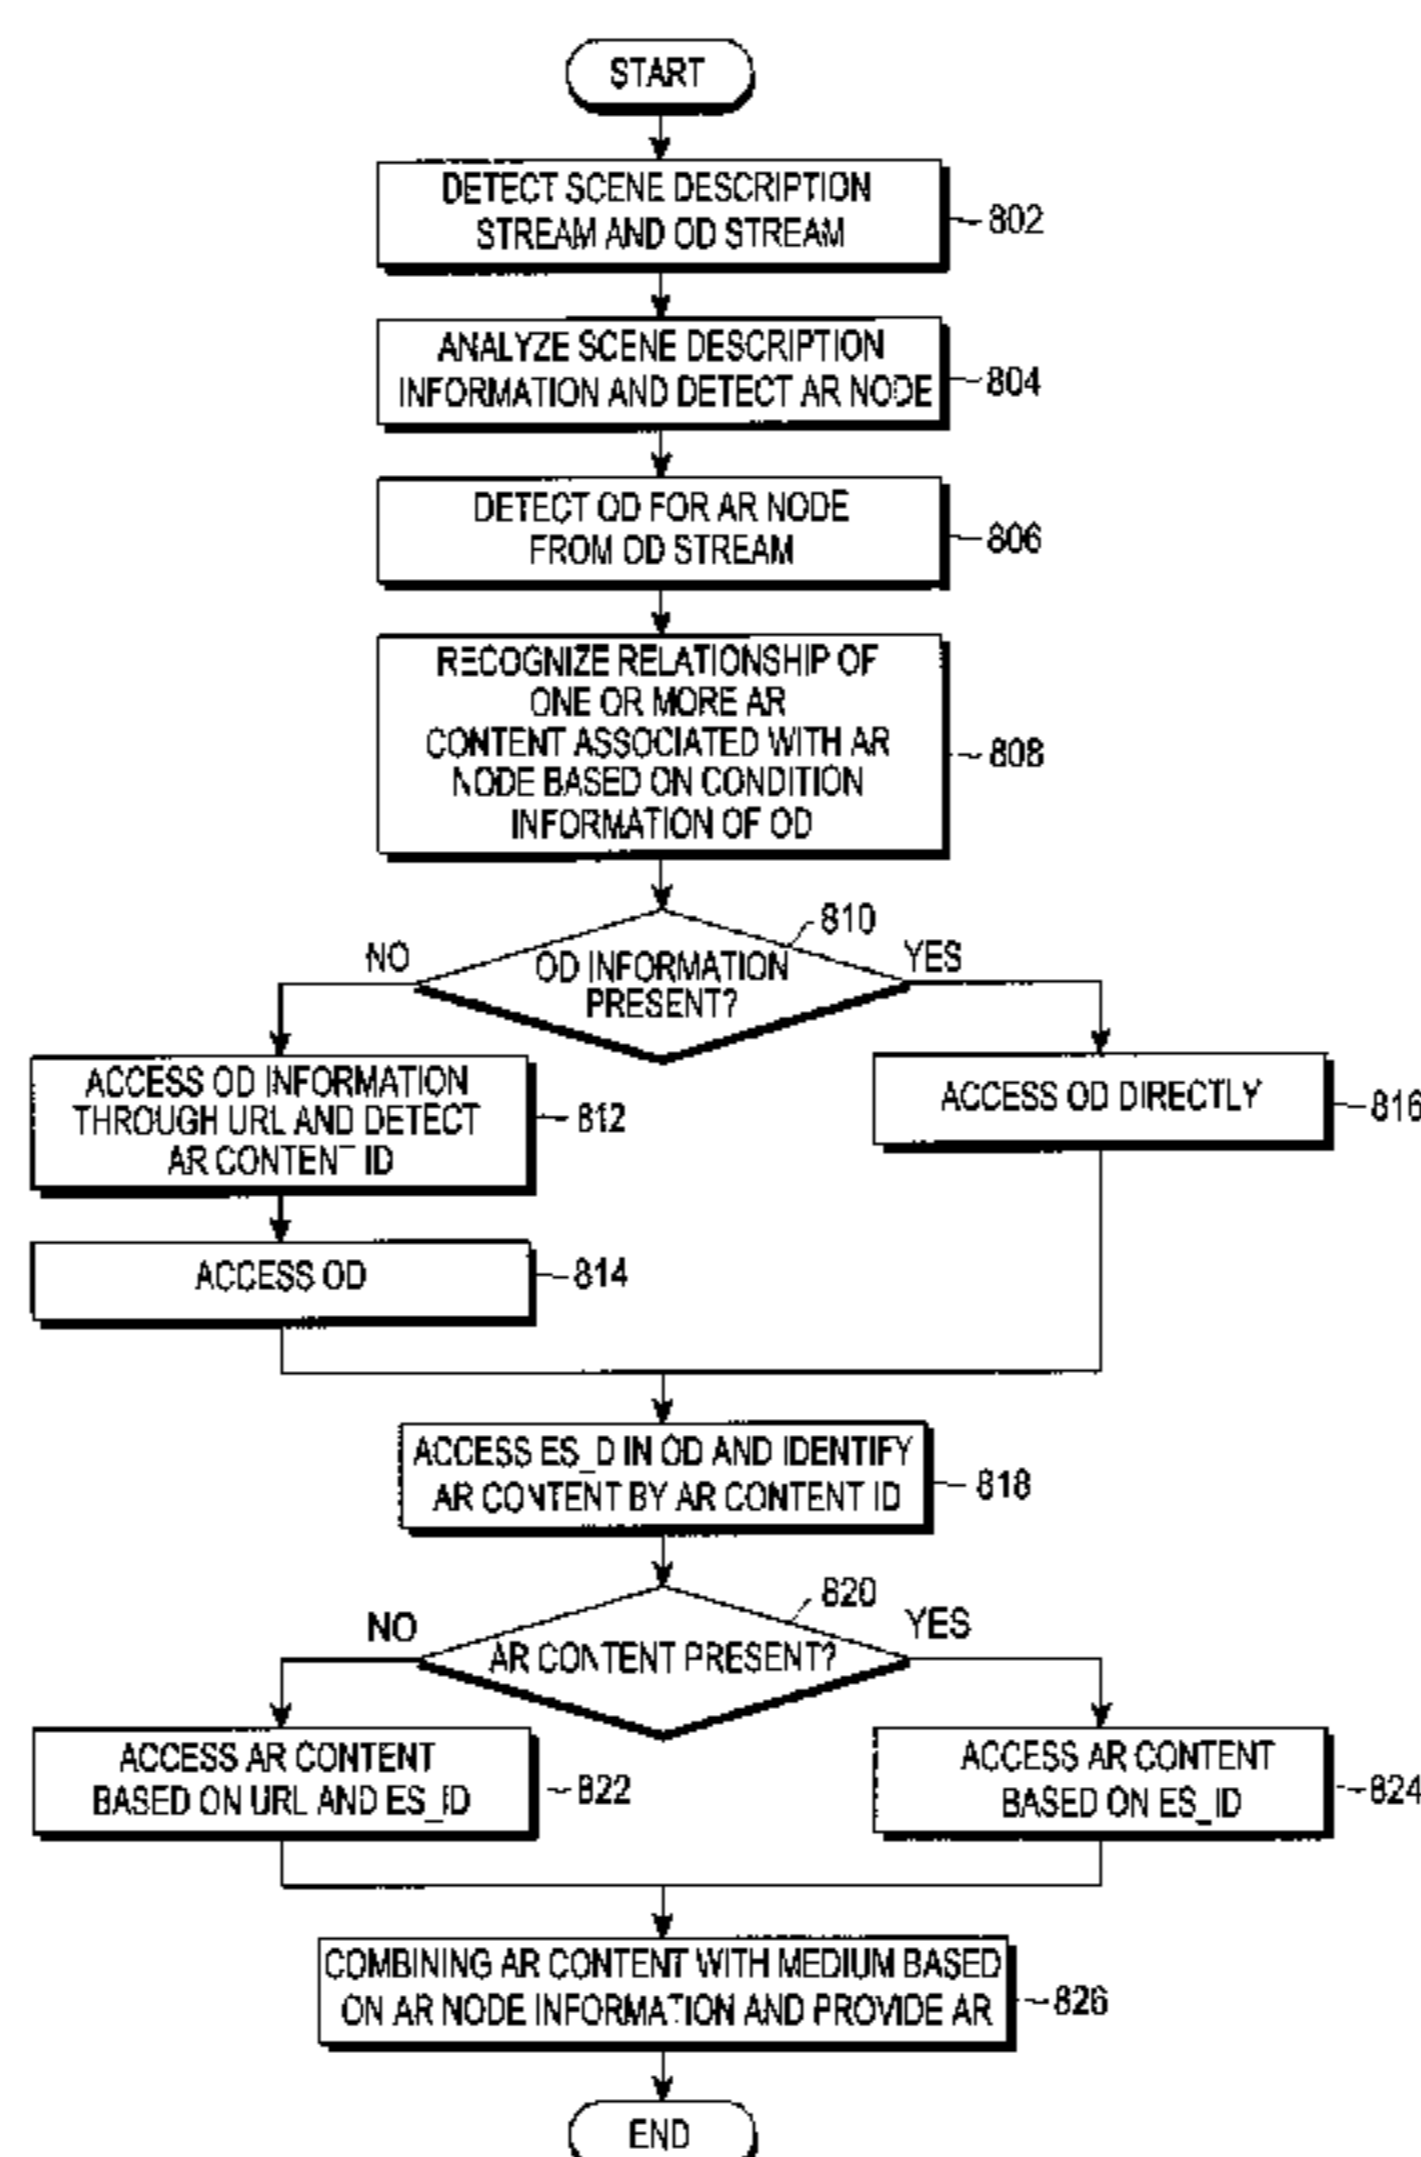 START
DETECT SCENE DESCRIPTION
STREAM AND OD STREAM
802
ANALYZE SCENE DESCRIPTION
INFORMATION AND DETECT AR NODE
804
DETECT OD FOR AR NODE
FROM OD STREAM
806
RECOGNIZE RELATIONSHIP OF
ONE OR MORE AR
CONTENT ASSOCIATED WITH AR
NODE BASED ON CONDITION
INFORMATION OF OD
808
810
NO
OD INFORMATION
PRESENT?
YES
ACCESS OD INFORMATION
THROUGH URL AND DETECT
AR CONTENT ID
812
ACCESS OD DIRECTLY
816
ACCESS OD
814
ACCESS ES_D IN OD AND IDENTIFY
AR CONTENT BY AR CONTENT ID
818
820
NO
AR CONTENT PRESENT?
YES
ACCESS AR CONTENT
BASED ON URL AND ES_ID
822
ACCESS AR CONTENT
BASED ON ES_ID
824
COMBINING AR CONTENT WITH MEDIUM BASED
ON AR NODE INFORMATION AND PROVIDE AR
826
END